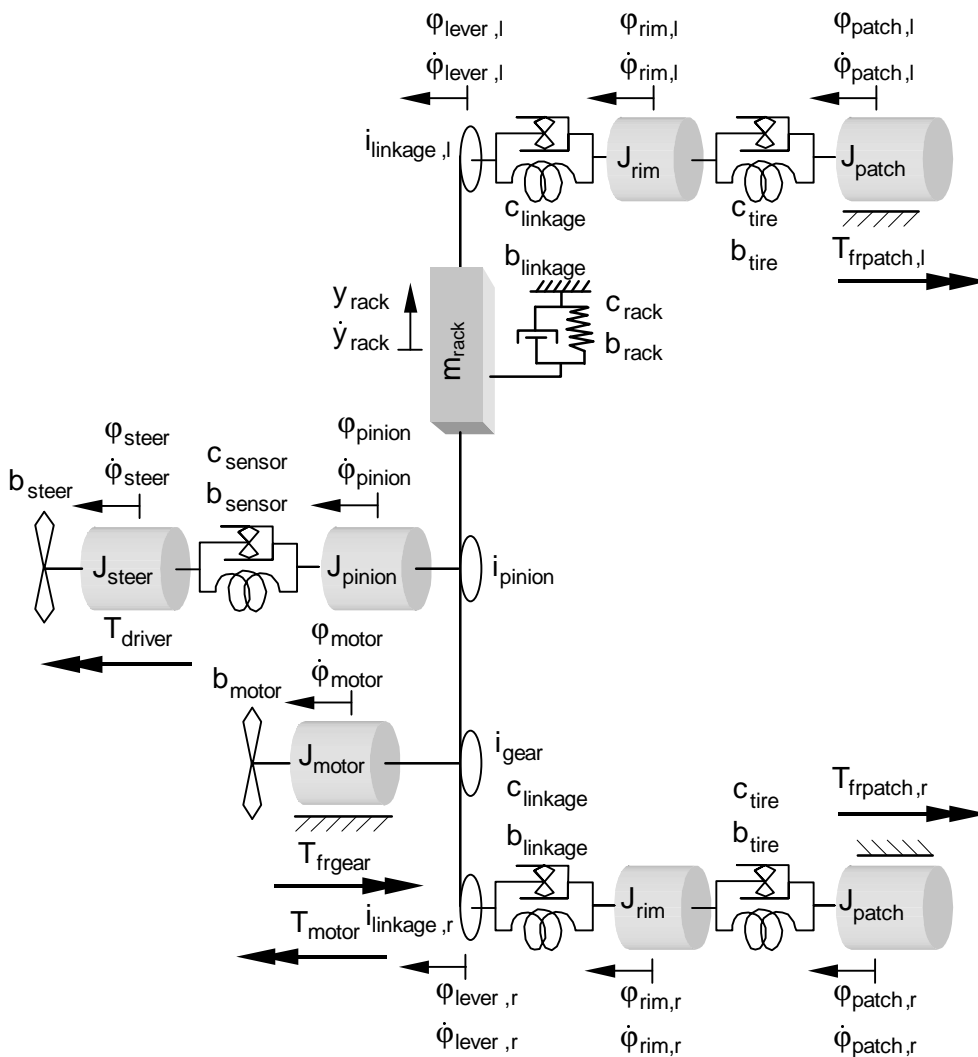 φlever,l φrim,l φpatch,l
φ̇lever,l φ̇rim,l φ̇patch,l
ilinkage,l
Jrim
Jpatch
clinkage
blinkage
ctire
btire
Tfrpatch,l
yrack
ẏrack
mrack
crack
brack
φsteer
φ̇steer
bsteer
csensor
bsensor
φpinion
φ̇pinion
Jsteer
Jpinion
ipinion
Tdriver
φmotor
φ̇motor
bmotor
Jmotor
igear
Tfrgear
Tmotor
clinkage
blinkage
ctire
btire
Tfrpatch,r
ilinkage,r
Jrim
Jpatch
φlever,r φrim,r φpatch,r
φ̇lever,r φ̇rim,r φ̇patch,r